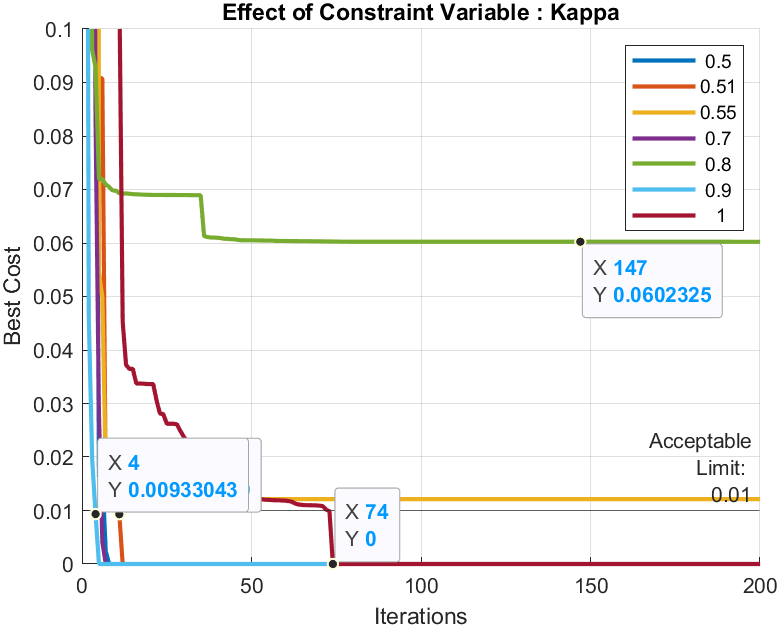 Effect of Constraint Variable : Kappa
0.1
0.09
0.08
0.07
0.06
0.05
0.04
0.03
0.02
0.01
0
Best Cost
0.5
0.51
0.55
0.7
0.8
0.9
1
X 147
Y 0.0602325
Acceptable
Limit:
0.01
X 4
Y 0.00933043
X 74
Y 0
0
50
100
150
200
Iterations